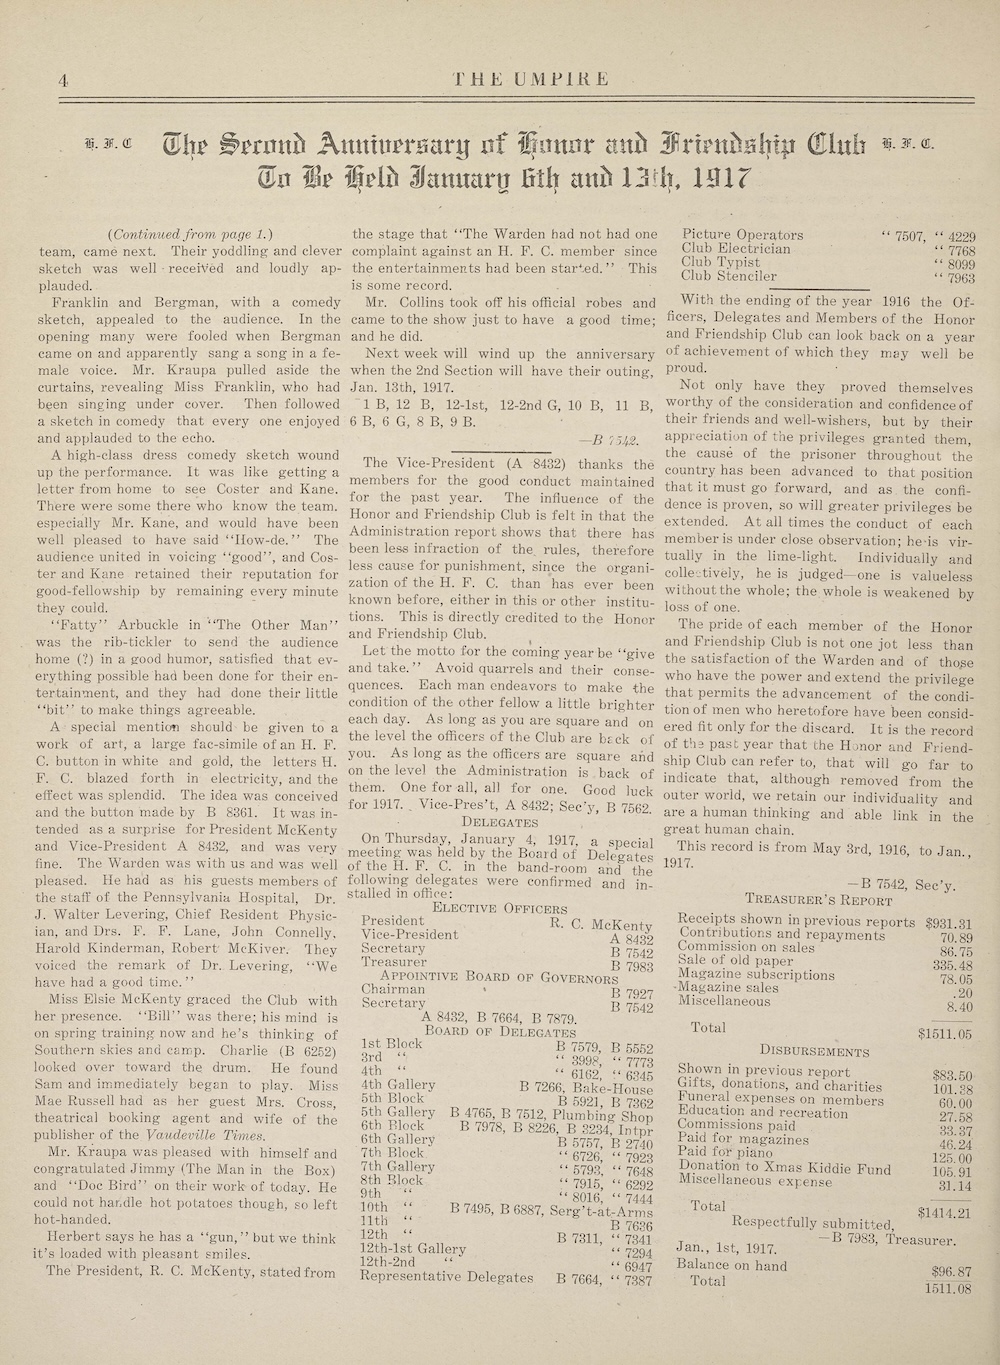 4
THE UMPIRE
H. F. C The Second Anniversary of Honor and Friendship Club H. F. C.
To Be Held January 6th and 13th, 1917
(Continued from page 1.)
team, came next. Their yoddling and clever
sketch was well received and loudly ap-
plauded.
Franklin and Bergman, with a comedy
sketch, appealed to the audience. In the
opening many were fooled when Bergman
came on and apparently sang a song in a fe-
male voice. Mr. Kraupa pulled aside the
curtains, revealing Miss Franklin, who had
been singing under cover. Then followed
a sketch in comedy that every one enjoyed
and applauded to the echo.
A high-class dress comedy sketch wound
up the performance. It was like getting a
letter from home to see Coster and Kane.
There were some there who know the team.
especially Mr. Kane, and would have been
well pleased to have said "How-de." The
audience united in voicing "good", and Cos-
ter and Kane retained their reputation for
good-fellowship by remaining every minute
they could.
"Fatty" Arbuckle in "The Other Man"
was the rib-tickler to send the audience
home (?) in a good humor, satisfied that ev-
erything possible had been done for their en-
tertainment, and they had done their little
"bit" to make things agreeable.
A special mention should be given to a
work of art, a large fac-simile of an H. F.
C. button in white and gold, the letters H.
F. C. blazed forth in electricity, and the
effect was splendid. The idea was conceived
and the button made by B 8361. It was in-
tended as a surprise for President McKenty
and Vice-President A 8432, and was very
fine. The Warden was with us and was well
pleased. He had as his guests members of
the staff of the Pennsylvania Hospital, Dr.
J. Walter Levering, Chief Resident Physic-
ian, and Drs. F. F. Lane, John Connelly,
Harold Kinderman, Robert McKiver. They
voiced the remark of Dr. Levering, "We
have had a good time."
Miss Elsie McKenty graced the Club with
her presence. "Bill" was there; his mind is
on spring training now and he's thinking of
Southern skies and camp. Charlie (B 6252)
looked over toward the drum. He found
Sam and immediately began to play. Miss
Mae Russell had as her guest Mrs. Cross,
theatrical booking agent and wife of the
publisher of the Vaudeville Times.
Mr. Kraupa was pleased with himself and
congratulated Jimmy (The Man in the Box)
and "Doc Bird" on their work of today. He
could not handle hot potatoes though, so left
hot-handed.
Herbert says he has a "gun," but we think
it's loaded with pleasant smiles.
The President, R. C. McKenty, stated from
the stage that "The Warden had not had one
complaint against an H. F. C. member since
the entertainments had been started." This
is some record.
Mr. Collins took off his official robes and
came to the show just to have a good time;
and he did.
Next week will wind up the anniversary
when the 2nd Section will have their outing,
Jan. 13th, 1917.
1 B, 12 B, 12-1st, 12-2nd G, 10 B, 11 B,
6 B, 6 G, 8 B, 9 B.
—B 7542.
The Vice-President (A 8432) thanks the
members for the good conduct maintained
for the past year. The influence of the
Honor and Friendship Club is felt in that the
Administration report shows that there has
been less infraction of the rules, therefore
less cause for punishment, since the organi-
zation of the H. F. C. than has ever been
known before, either in this or other institu-
tions. This is directly credited to the Honor
and Friendship Club.
Let the motto for the coming year be "give
and take." Avoid quarrels and their conse-
quences. Each man endeavors to make the
condition of the other fellow a little brighter
each day. As long as you are square and on
the level the officers of the Club are back of
you. As long as the officers are square and
on the level the Administration is back of
them. One for all, all for one. Good luck
for 1917. Vice-Pres't, A 8432; Sec'y, B 7562.
DELEGATES
On Thursday, January 4, 1917, a special
meeting was held by the Board of Delegates
of the H. F. C. in the band-room and the
following delegates were confirmed and in-
stalled in office:
ELECTIVE OFFICERS
President R. C. McKenty
Vice-President A 8432
Secretary B 7542
Treasurer B 7983
APPOINTIVE BOARD OF GOVERNORS
Chairman B 7927
Secretary B 7542
A 8432, B 7664, B 7879.
BOARD OF DELEGATES
1st Block B 7579, B 5552
3rd " " 3998, " 7773
4th " " 6162, " 6345
4th Gallery B 7266, Bake-House
5th Block B 5921, B 7362
5th Gallery B 4765, B 7512, Plumbing Shop
6th Block B 7978, B 8226, B 3234, Intpr
6th Gallery B 5757, B 2740
7th Block " 6726, " 7923
7th Gallery " 5793, " 7648
8th Block " 7915, " 6292
9th " " 8016, " 7444
10th " B 7495, B 6887, Serg't-at-Arms
11th " B 7636
12th " B 7311, " 7341
12th-1st Gallery " 7294
12th-2nd " " 6947
Representative Delegates B 7664, " 7387
Picture Operators " 7507, " 4229
Club Electrician " 7768
Club Typist " 8099
Club Stenciler " 7963
With the ending of the year 1916 the Of-
ficers, Delegates and Members of the Honor
and Friendship Club can look back on a year
of achievement of which they may well be
proud.
Not only have they proved themselves
worthy of the consideration and confidence of
their friends and well-wishers, but by their
appreciation of the privileges granted them,
the cause of the prisoner throughout the
country has been advanced to that position
that it must go forward, and as the confi-
dence is proven, so will greater privileges be
extended. At all times the conduct of each
member is under close observation; he is vir-
tually in the lime-light. Individually and
collectively, he is judged—one is valueless
without the whole; the whole is weakened by
loss of one.
The pride of each member of the Honor
and Friendship Club is not one jot less than
the satisfaction of the Warden and of those
who have the power and extend the privilege
that permits the advancement of the condi-
tion of men who heretofore have been consid-
ered fit only for the discard. It is the record
of the past year that the Honor and Friend-
ship Club can refer to, that will go far to
indicate that, although removed from the
outer world, we retain our individuality and
are a human thinking and able link in the
great human chain.
This record is from May 3rd, 1916, to Jan.,
1917.
—B 7542, Sec'y.
TREASURER'S REPORT
Receipts shown in previous reports $931.31
Contributions and repayments 70.89
Commission on sales 86.75
Sale of old paper 335.48
Magazine subscriptions 78.05
Magazine sales .20
Miscellaneous 8.40
Total $1511.05
DISBURSEMENTS
Shown in previous report $83.50
Gifts, donations, and charities 101.38
Funeral expenses on members 60.00
Education and recreation 27.58
Commissions paid 33.37
Paid for magazines 46.24
Paid for piano 125.00
Donation to Xmas Kiddie Fund 105.91
Miscellaneous expense 31.14
Total $1414.21
Respectfully submitted,
—B 7983, Treasurer.
Jan., 1st, 1917.
Balance on hand $96.87
Total 1511.08